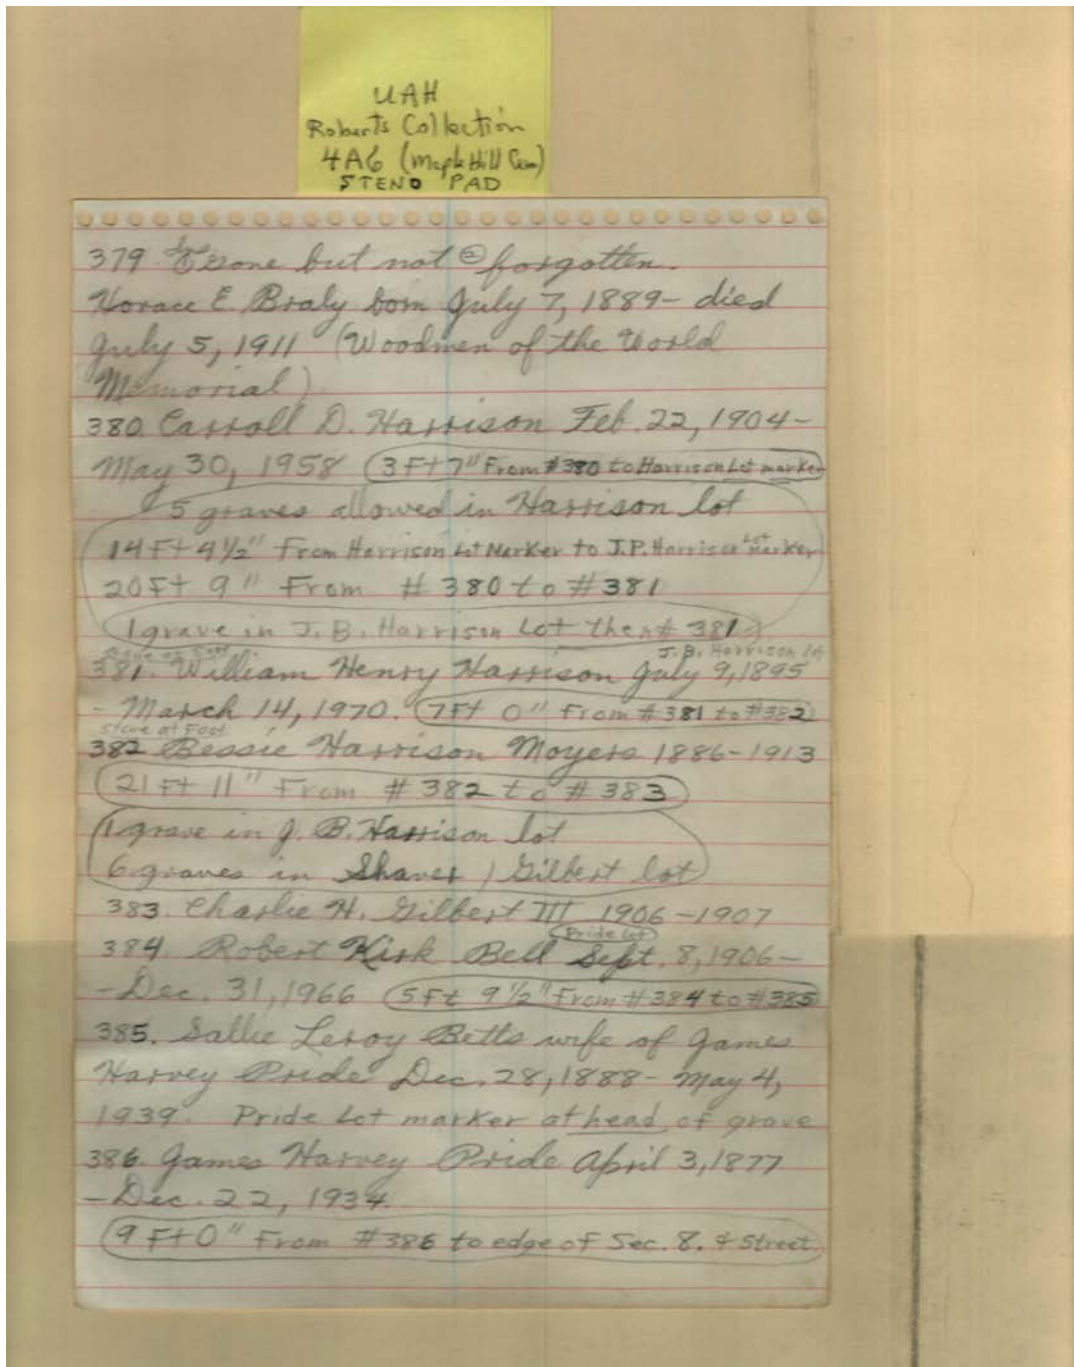 UAH
Roberts Collection
4A6 (Maple Hill Cem)
STENO PAD
379 Gone but not forgotten.
Horace E. Braly born July 7, 1889- died
July 5, 1911 (Woodmen of the World
Memorial)
380. Carroll D. Harrison Feb. 22, 1904-
May 30, 1958 (3Ft 7" From #380 to Harrison Lot marker
5 graves allowed in Harrison lot
14Ft 4½" From Harrison Lot Marker to J.P. Harrison Lot marker
20Ft 9" From #380 to #381
1 grave in J.B. Harrison Lot then #381
J.B. Harrison lot
381. William Henry Harrison July 9, 1895
- March 14, 1970. 7Ft 0" From #381 to #382
stone at Foot
382 Bessie Harrison Moyers 1886-1913
21 Ft 11" From #382 to #383
1 grave in J. B. Harrison lot
6 graves in Shaver / Gilbert lot
383. Charlie H. Gilbert III 1906-1907
Pride Lot
384. Robert Kirk Bell Sept. 8, 1906-
-Dec. 31, 1966 5Ft 9½" From #384 to #385
385. Sallie Leroy Betts wife of James
Harvey Pride Dec. 28, 1888- May 4,
1939. Pride Lot marker at head of grave
386. James Harvey Pride April 3, 1877
-Dec. 22, 1934.
9 Ft 0" From #386 to edge of Sec. 8. & Street